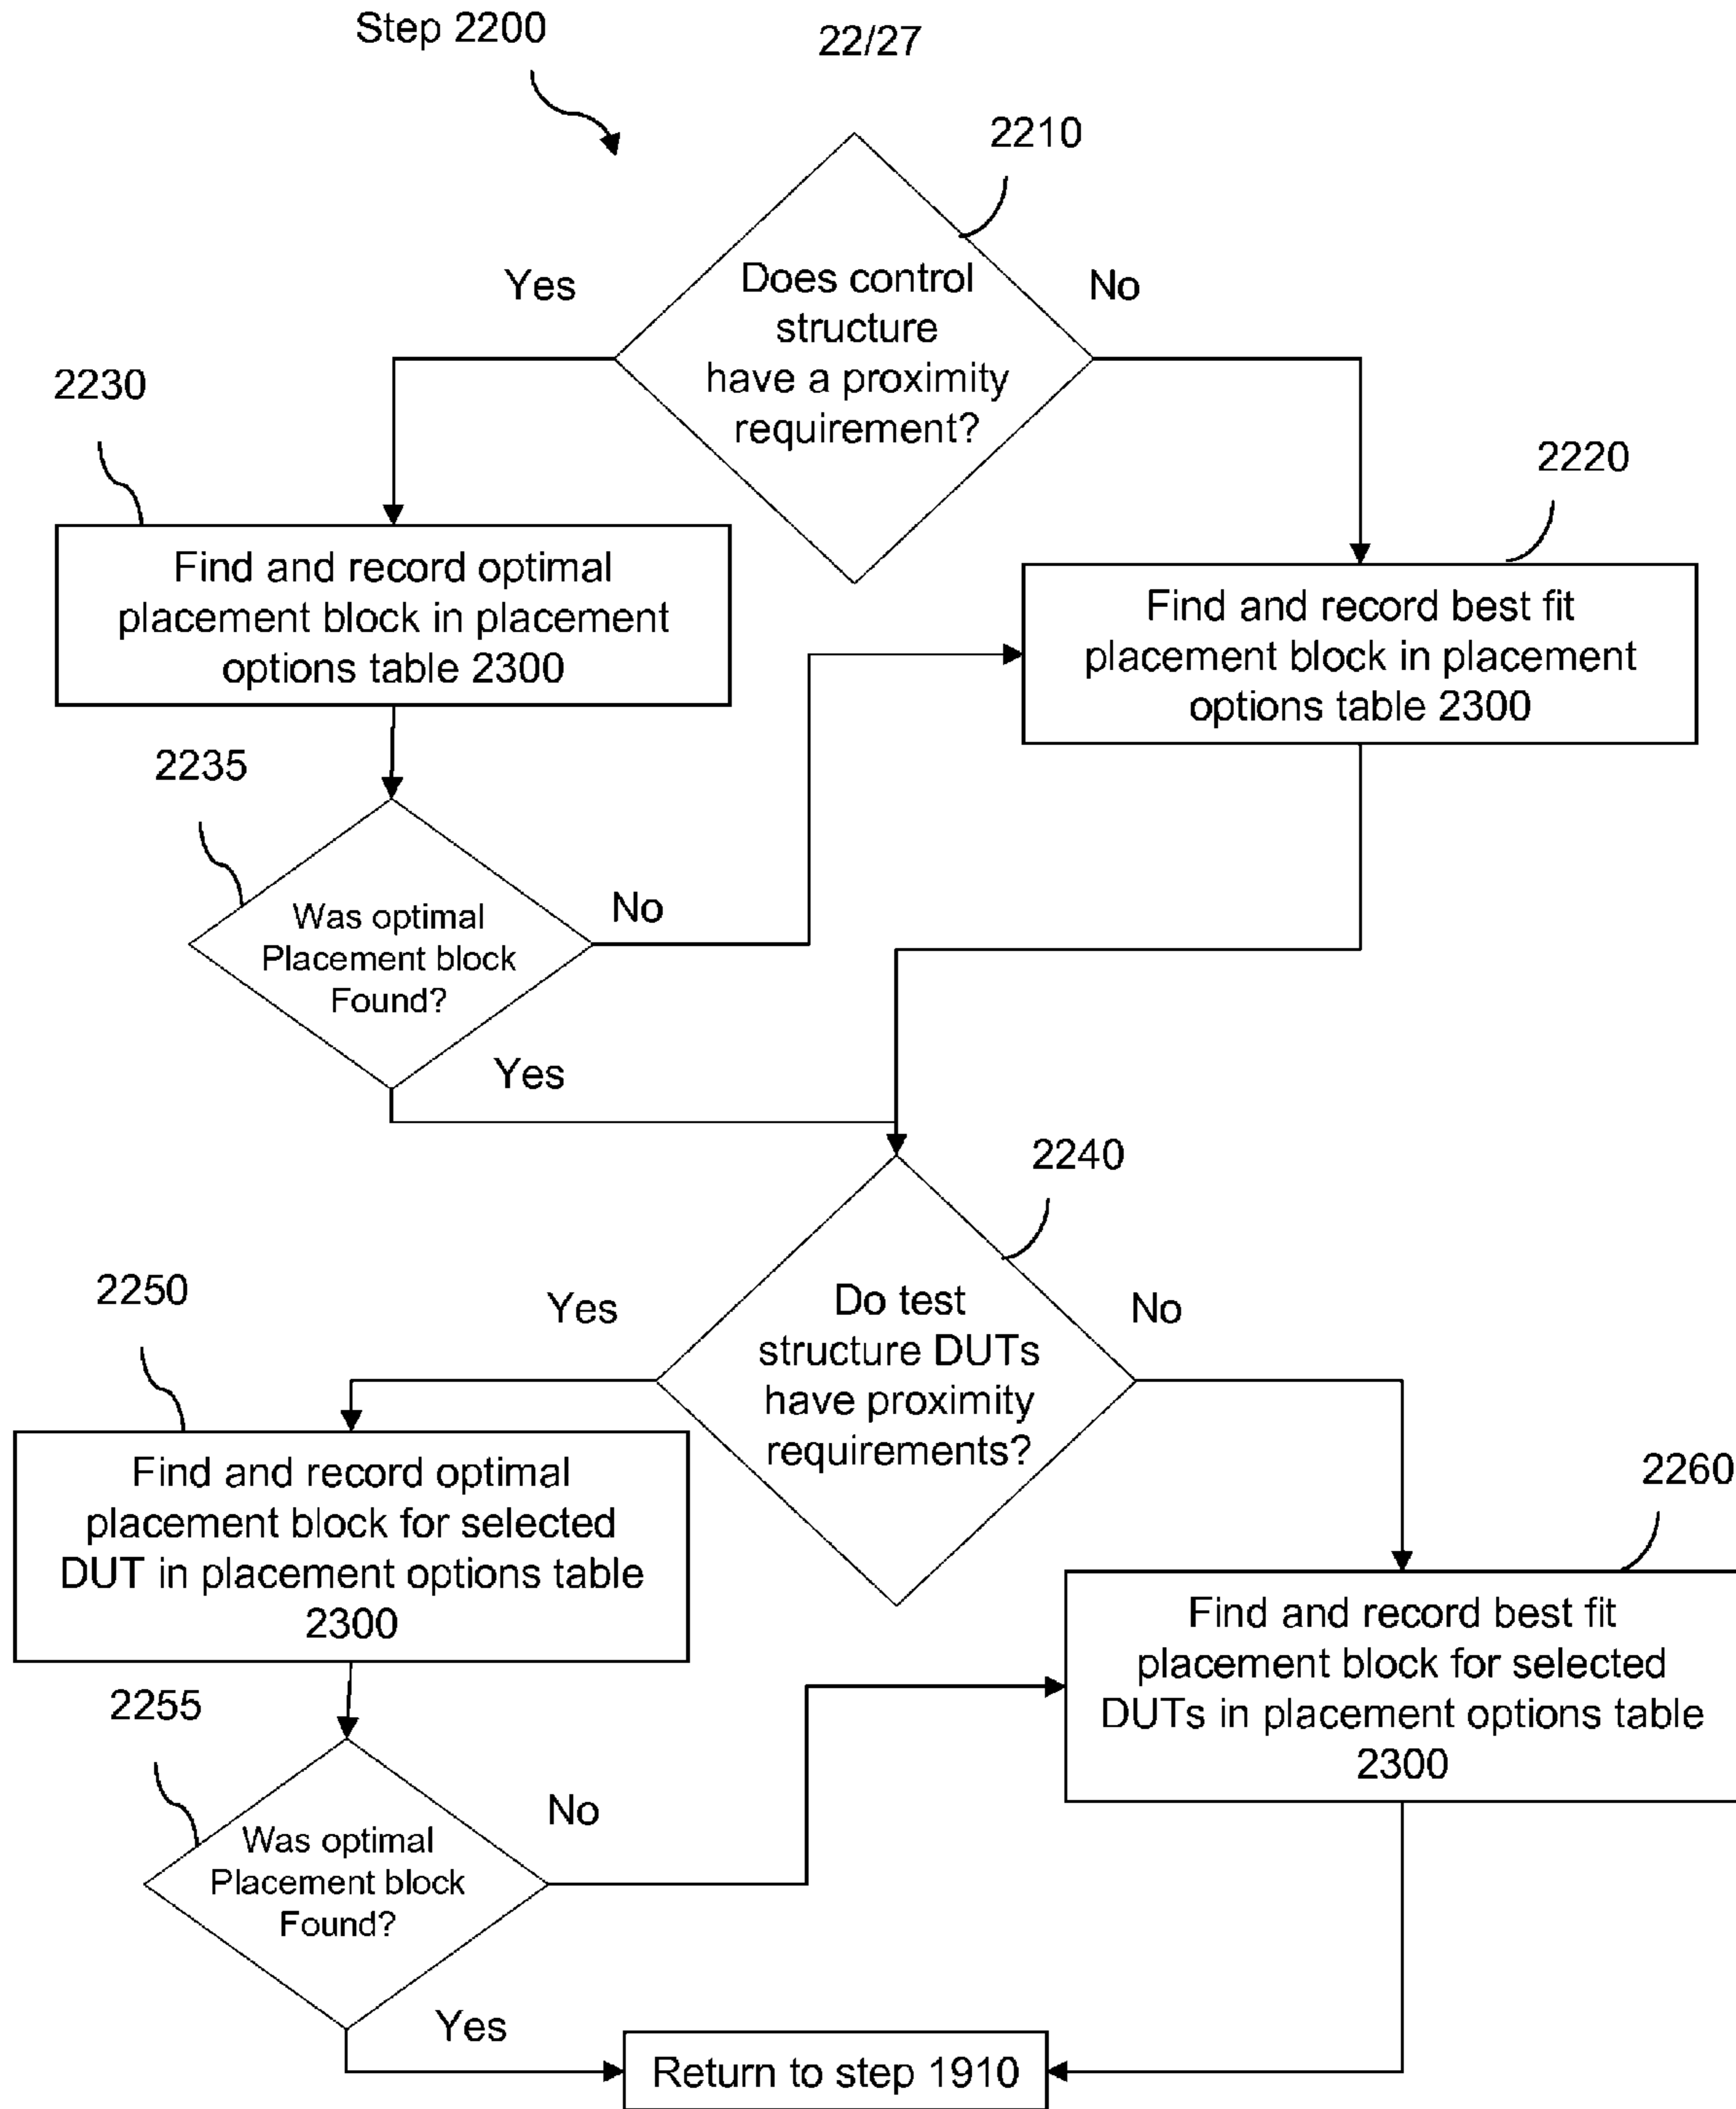 Step 2200
22/27
2210
Does control
structure
have a proximity
requirement?
Yes
No
2230
2220
Find and record optimal
placement block in placement
options table 2300
Find and record best fit
placement block in placement
options table 2300
2235
Was optimal
Placement block
Found?
No
Yes
2240
Do test
structure DUTs
have proximity
requirements?
Yes
No
2250
2260
Find and record optimal
placement block for selected
DUT in placement options table
2300
Find and record best fit
placement block for selected
DUTs in placement options table
2300
2255
Was optimal
Placement block
Found?
No
Yes
Return to step 1910